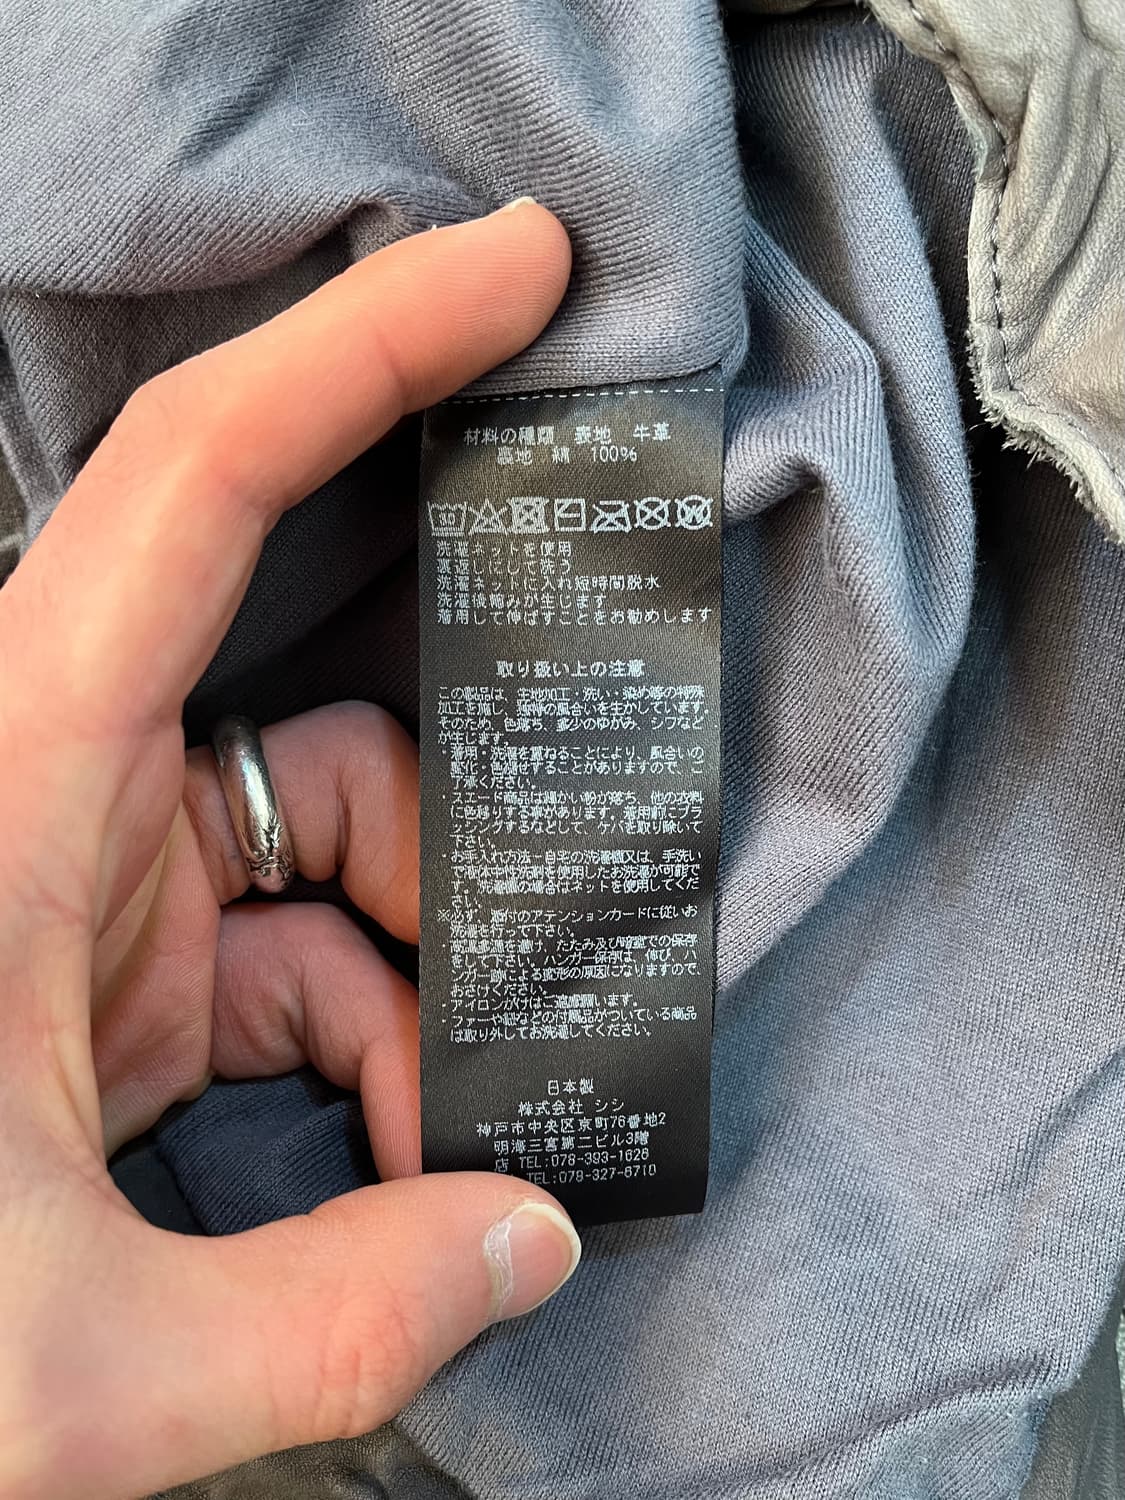 材料の種類 表地 牛革
裏地 綿 100%
洗濯ネットを使用
裏返しにして洗う
洗濯ネットに入れ短時間脱水
洗濯後縮みが生じます
着用して伸ばすことをお勧めします
取り扱い上の注意
この製品は、生地加工・洗い・染め等の特殊
加工を施し、独特の風合いを生かしています。
そのため、色落ち、多少のゆがみ、シワなど
が生じます。
・着用・洗濯を重ねることにより、風合いの
変化・色褪せすることがありますので、ご
了承ください。
・スエード商品は細かい粉が落ち、他の衣料
に色移りする事があります。着用前にブラ
ッシングするなどして、ケバを取り除いて
下さい。
・お手入れ方法－自宅の洗濯機又は、手洗い
で液体中性洗剤を使用したお洗濯が可能で
す。洗濯機の場合はネットを使用してくだ
さい。
※必ず、添付のアテンションカードに従いお
洗濯を行って下さい。
・高温多湿を避け、たたみ及び暗室での保存
をして下さい。ハンガー保存は、伸び、ハ
ンガー跡による変形の原因になりますので、
おさけください。
・アイロンがけはご遠慮願います。
・ファーや紐などの付属品がついている商品
は取り外してお洗濯してください。
日本製
株式会社 シシ
神戸市中央区京町76番地2
明海三宮第二ビル3階
店 TEL:078-393-1628
TEL:078-327-6710